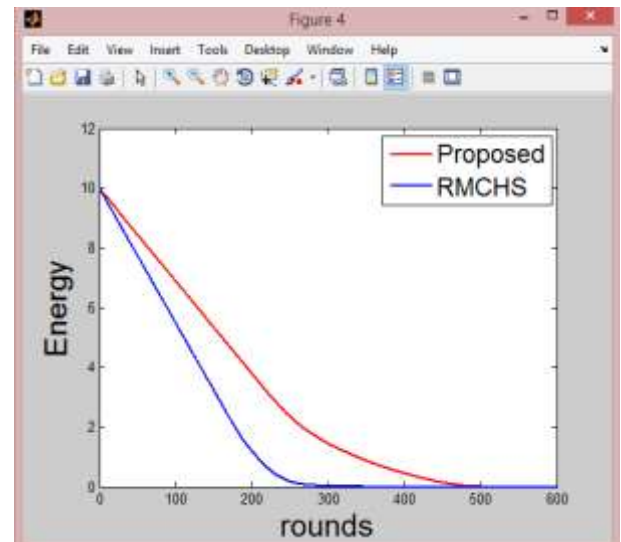 Figure 4
File Edit View Insert Tools Desktop Window Help
12
10
8
6
4
2
0
Energy
Proposed
RMCHS
0 100 200 300 400 500 600
rounds